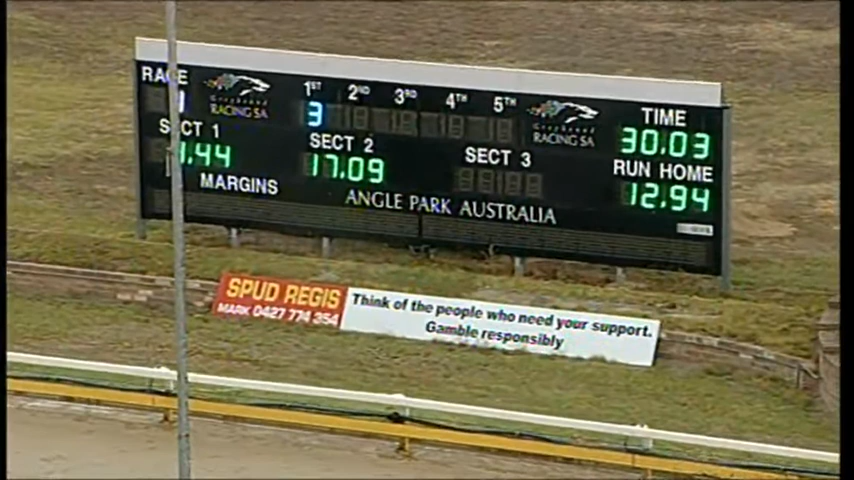 RACE
1
Greyhound
RACING SA
1ST 2ND 3RD 4TH 5TH
3
Greyhound
RACING SA
TIME
30.03
SECT 1
.44
SECT 2
17.09
SECT 3
RUN HOME
12.94
MARGINS
ANGLE PARK AUSTRALIA
SPUD REGIS
MARK 0427 774 354
Think of the people who need your support.
Gamble responsibly